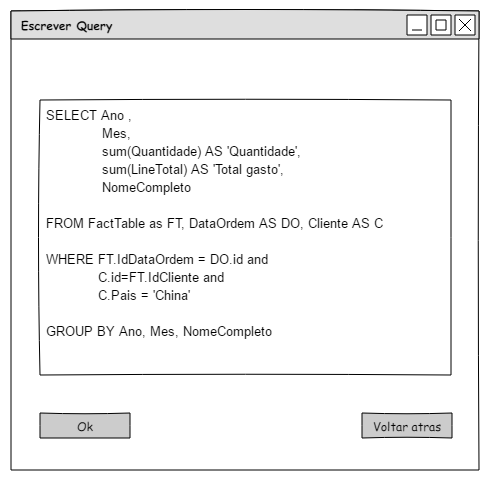 Escrever Query
SELECT Ano ,
Mes,
sum(Quantidade) AS 'Quantidade',
sum(LineTotal) AS 'Total gasto',
NomeCompleto
FROM FactTable as FT, DataOrdem AS DO, Cliente AS C
WHERE FT.IdDataOrdem = DO.id and
C.id=FT.IdCliente and
C.Pais = 'China'
GROUP BY Ano, Mes, NomeCompleto
Ok
Voltar atras